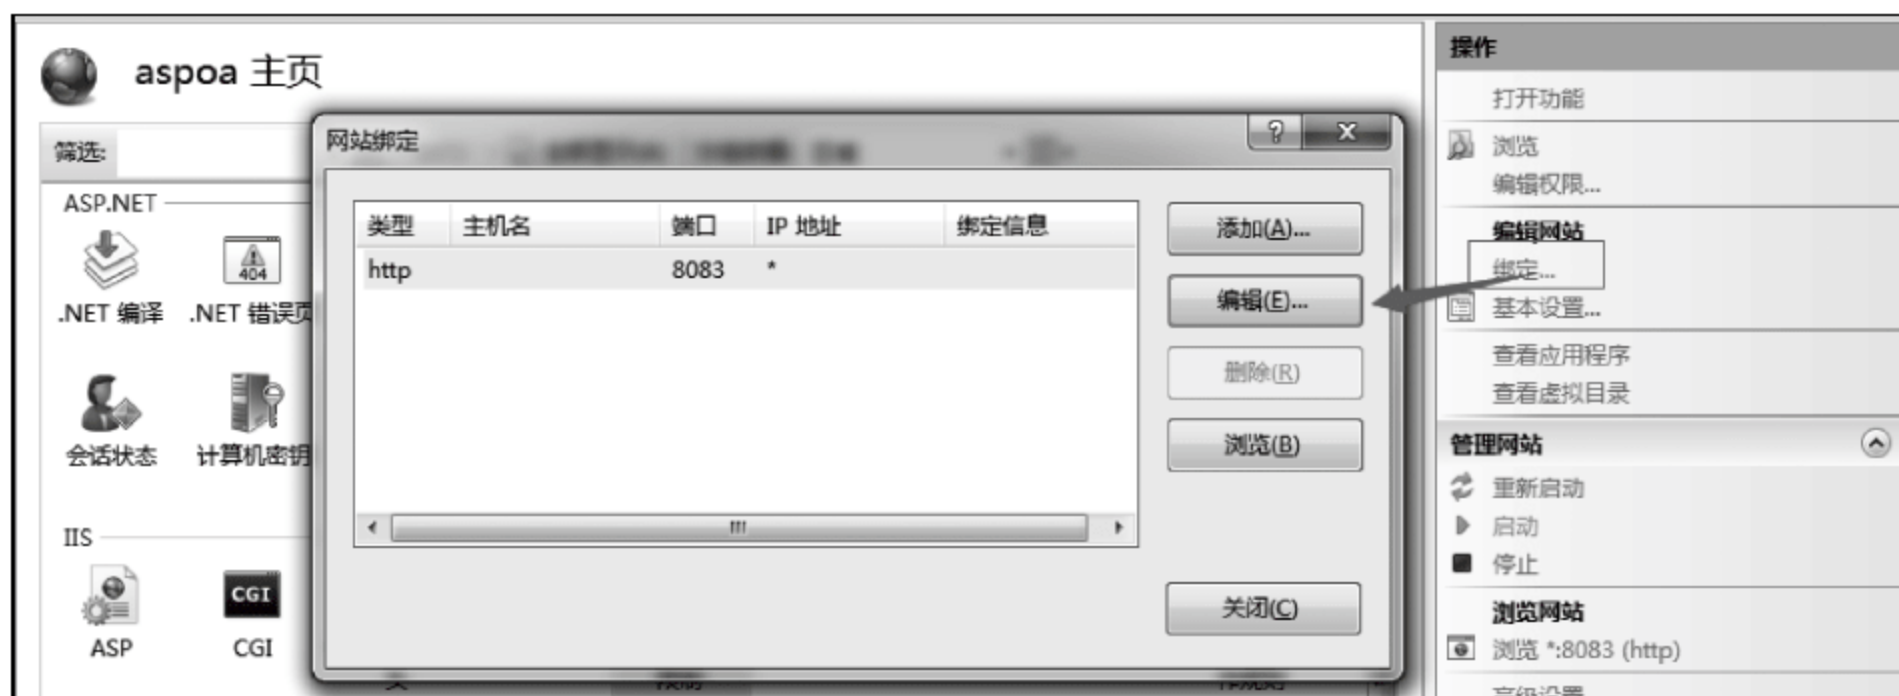 aspoa 主页
筛选:
ASP.NET
.NET 编译
.NET 错误页
404
会话状态
计算机密钥
IIS
ASP
CGI
CGI
网站绑定
类型 主机名 端口 IP 地址 绑定信息
http 8083 *
添加(A)...
编辑(E)...
删除(R)
浏览(B)
关闭(C)
操作
打开功能
浏览
编辑权限...
编辑网站
绑定...
基本设置...
查看应用程序
查看虚拟目录
管理网站
重新启动
启动
停止
浏览网站
浏览 *:8083 (http)